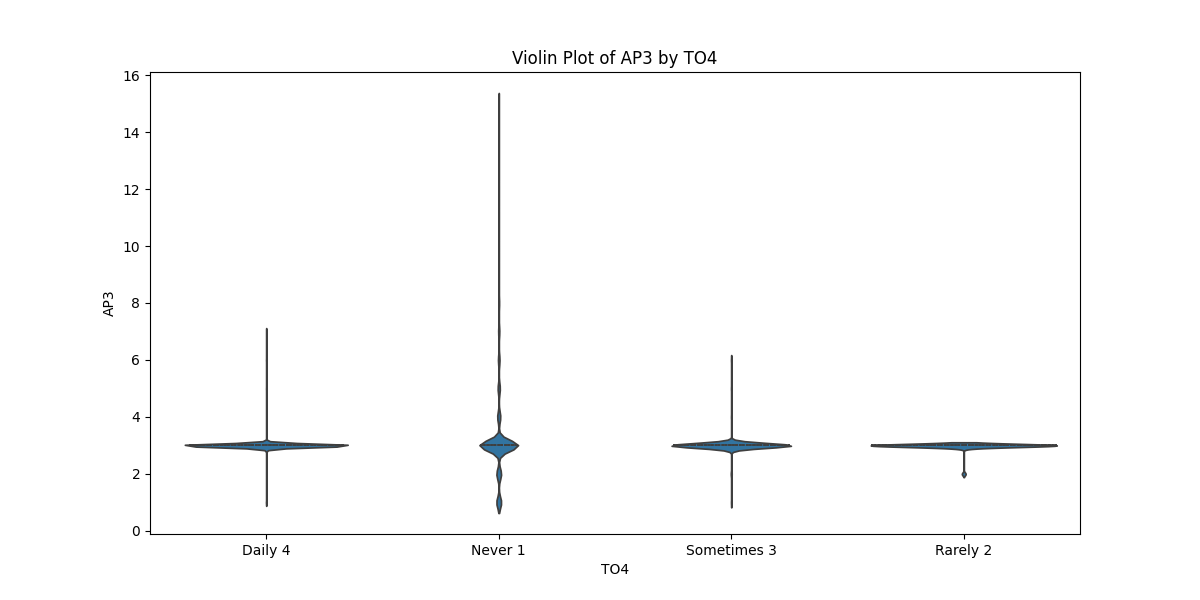 Violin Plot of AP3 by TO4
16
14
12
10
8
6
4
2
0
AP3
Daily 4
Never 1
Sometimes 3
Rarely 2
TO4